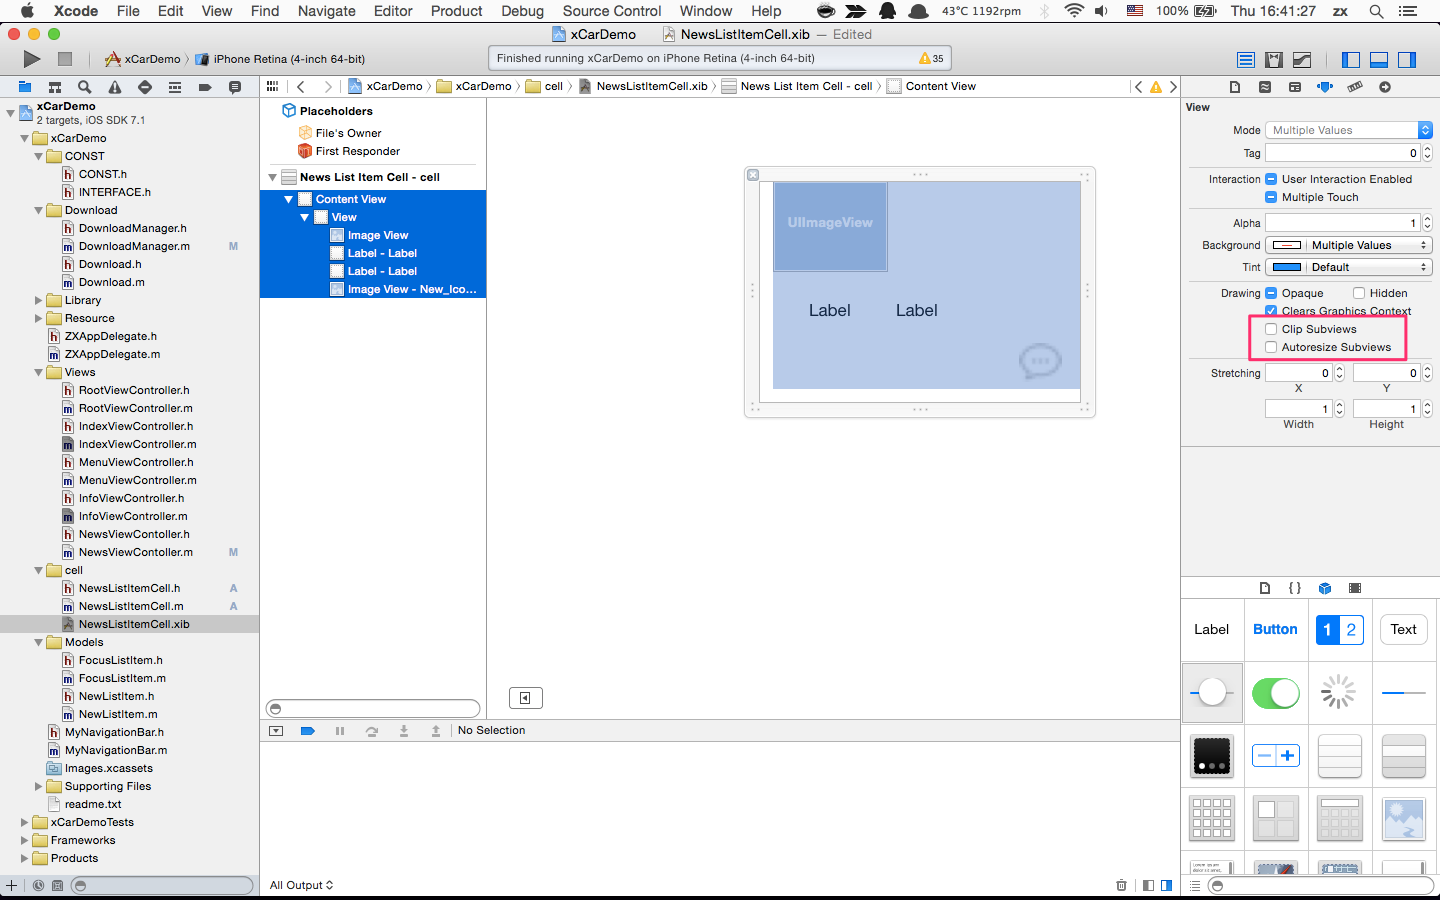 Xcode File Edit View Find Navigate Editor Product Debug Source Control Window Help 43°C 1192rpm 100% Thu 16:41:27 zx
xCarDemo NewsListItemCell.xib — Edited
xCarDemo iPhone Retina (4-inch 64-bit)
Finished running xCarDemo on iPhone Retina (4-inch 64-bit) 35
xCarDemo xCarDemo cell NewsListItemCell.xib News List Item Cell - cell Content View
xCarDemo
2 targets, iOS SDK 7.1
xCarDemo
CONST
CONST.h
INTERFACE.h
Download
DownloadManager.h
DownloadManager.m M
Download.h
Download.m
Library
Resource
ZXAppDelegate.h
ZXAppDelegate.m
Views
RootViewController.h
RootViewController.m
IndexViewController.h
IndexViewController.m
MenuViewController.h
MenuViewController.m
InfoViewController.h
InfoViewController.m
NewsViewContoller.h
NewsViewContoller.m M
cell
NewsListItemCell.h A
NewsListItemCell.m A
NewsListItemCell.xib
Models
FocusListItem.h
FocusListItem.m
NewListItem.h
NewListItem.m
MyNavigationBar.h
MyNavigationBar.m
Images.xcassets
Supporting Files
readme.txt
xCarDemoTests
Frameworks
Products
Placeholders
File's Owner
First Responder
News List Item Cell - cell
Content View
View
Image View
Label - Label
Label - Label
Image View - New_Ico...
UIImageView
Label Label
No Selection
All Output
View
Mode Multiple Values
Tag 0
Interaction User Interaction Enabled
Multiple Touch
Alpha 1
Background Multiple Values
Tint Default
Drawing Opaque Hidden
Clears Graphics Context
Clip Subviews
Autoresize Subviews
Stretching 0 0
X Y
1 1
Width Height
{ }
Label Button 1 2 Text